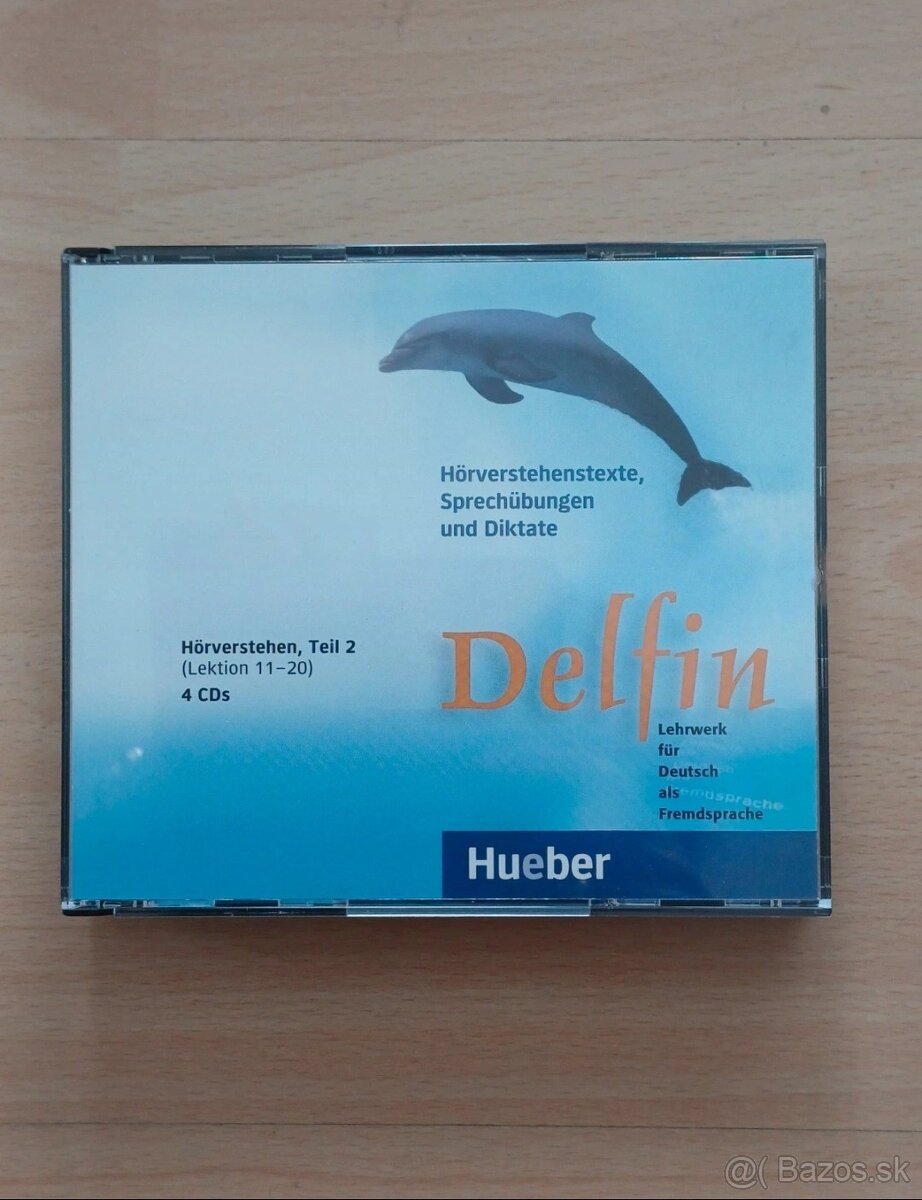 Hörverstehenstexte,
Sprechübungen
und Diktate
Hörverstehen, Teil 2
(Lektion 11–20)
4 CDs
Delfin
Lehrwerk
für
Deutsch
als
Fremdsprache
Hueber
@( Bazos.sk